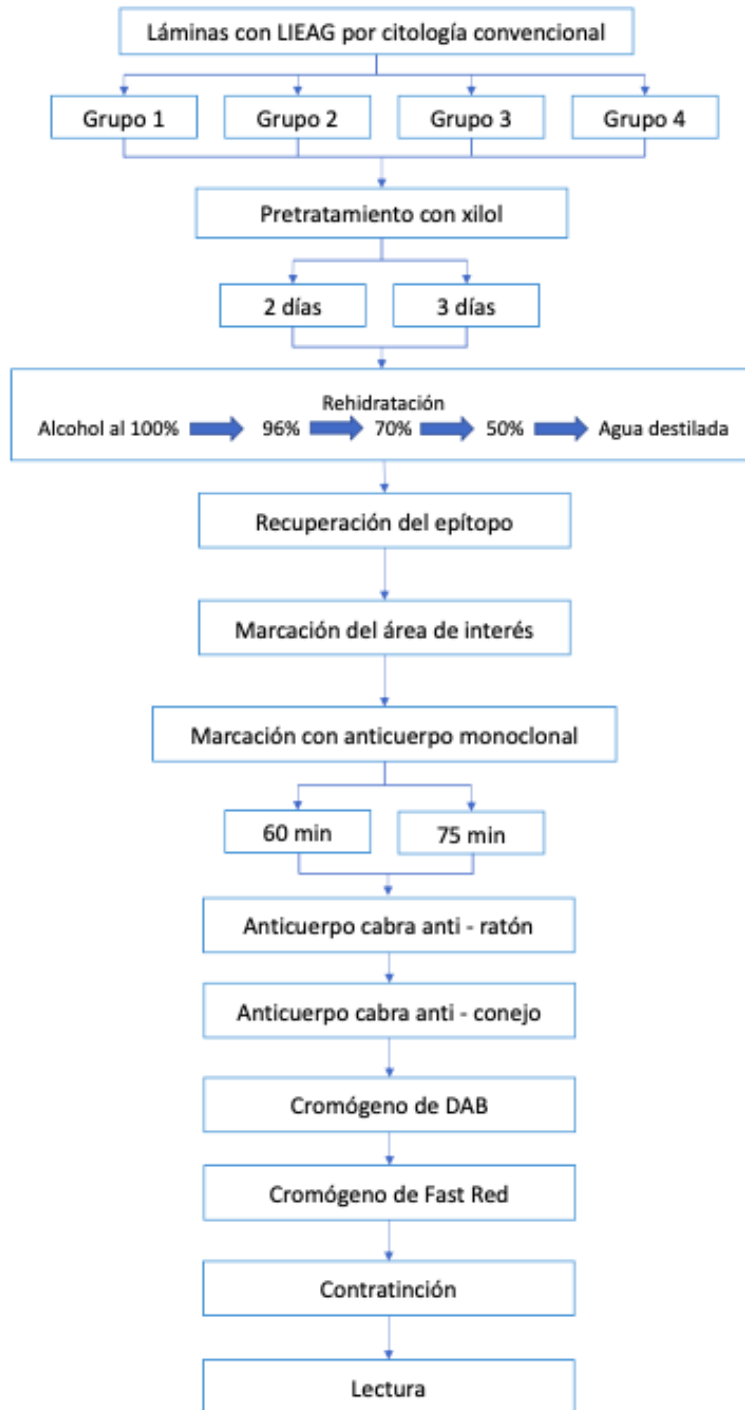 Láminas con LIEAG por citología convencional
Grupo 1
Grupo 2
Grupo 3
Grupo 4
Pretratamiento con xilol
2 días
3 días
Rehidratación
Alcohol al 100% 96% 70% 50% Agua destilada
Recuperación del epítopo
Marcación del área de interés
Marcación con anticuerpo monoclonal
60 min
75 min
Anticuerpo cabra anti - ratón
Anticuerpo cabra anti - conejo
Cromógeno de DAB
Cromógeno de Fast Red
Contratinción
Lectura